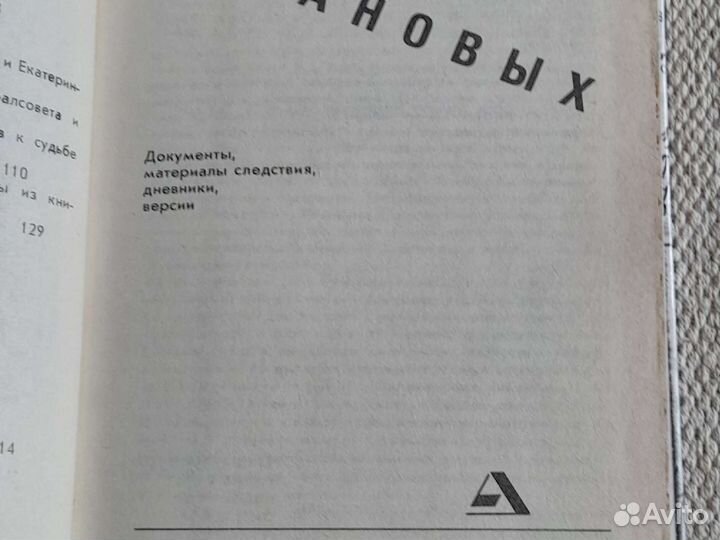 и Екатерин-
алсовета и
к судьбе
110
из кни-
129
14
АНОВЫХ
Документы,
материалы следствия,
дневники,
версии
Avito